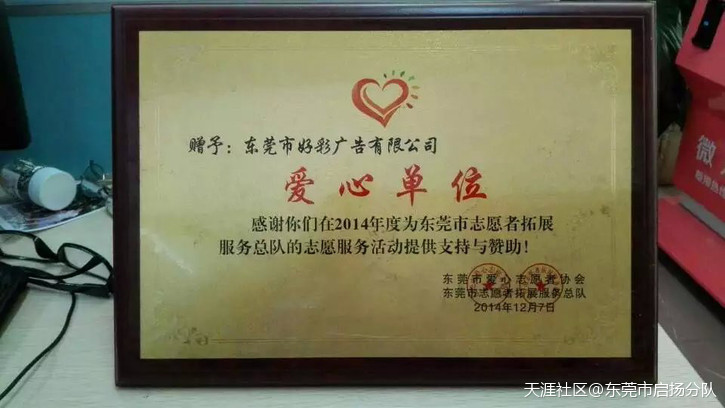 赠予：东莞市好彩广告有限公司
爱心单位
感谢你们在2014年度为东莞市志愿者拓展
服务总队的志愿服务活动提供支持与赞助！
东莞市爱心志愿者协会
东莞市志愿者拓展服务总队
2014年12月7日
微
天涯社区@东莞市启扬分队